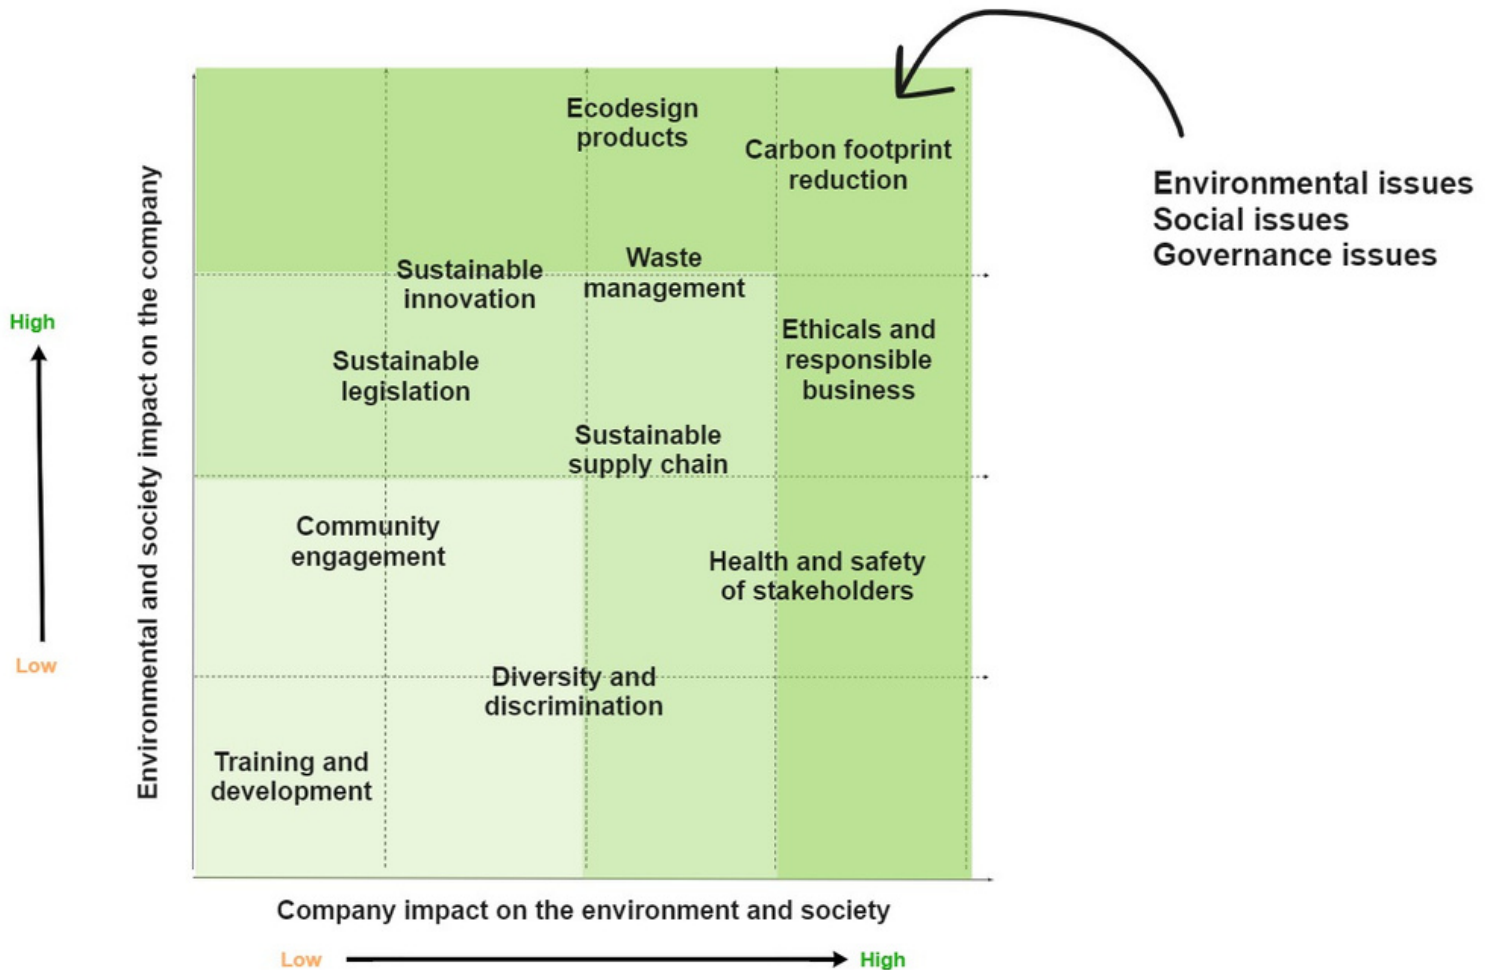 Ecodesign
products
Carbon footprint
reduction
Environmental issues
Social issues
Governance issues
Sustainable
innovation
Waste
management
High
Ethicals and
responsible
business
Sustainable
legislation
Sustainable
supply chain
Environmental and society impact on the company
Community
engagement
Health and safety
of stakeholders
Low
Diversity and
discrimination
Training and
development
Company impact on the environment and society
Low
High